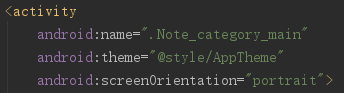 <activity
android:name=".Note_category_main"
android:theme="@style/AppTheme"
android:screenOrientation="portrait">